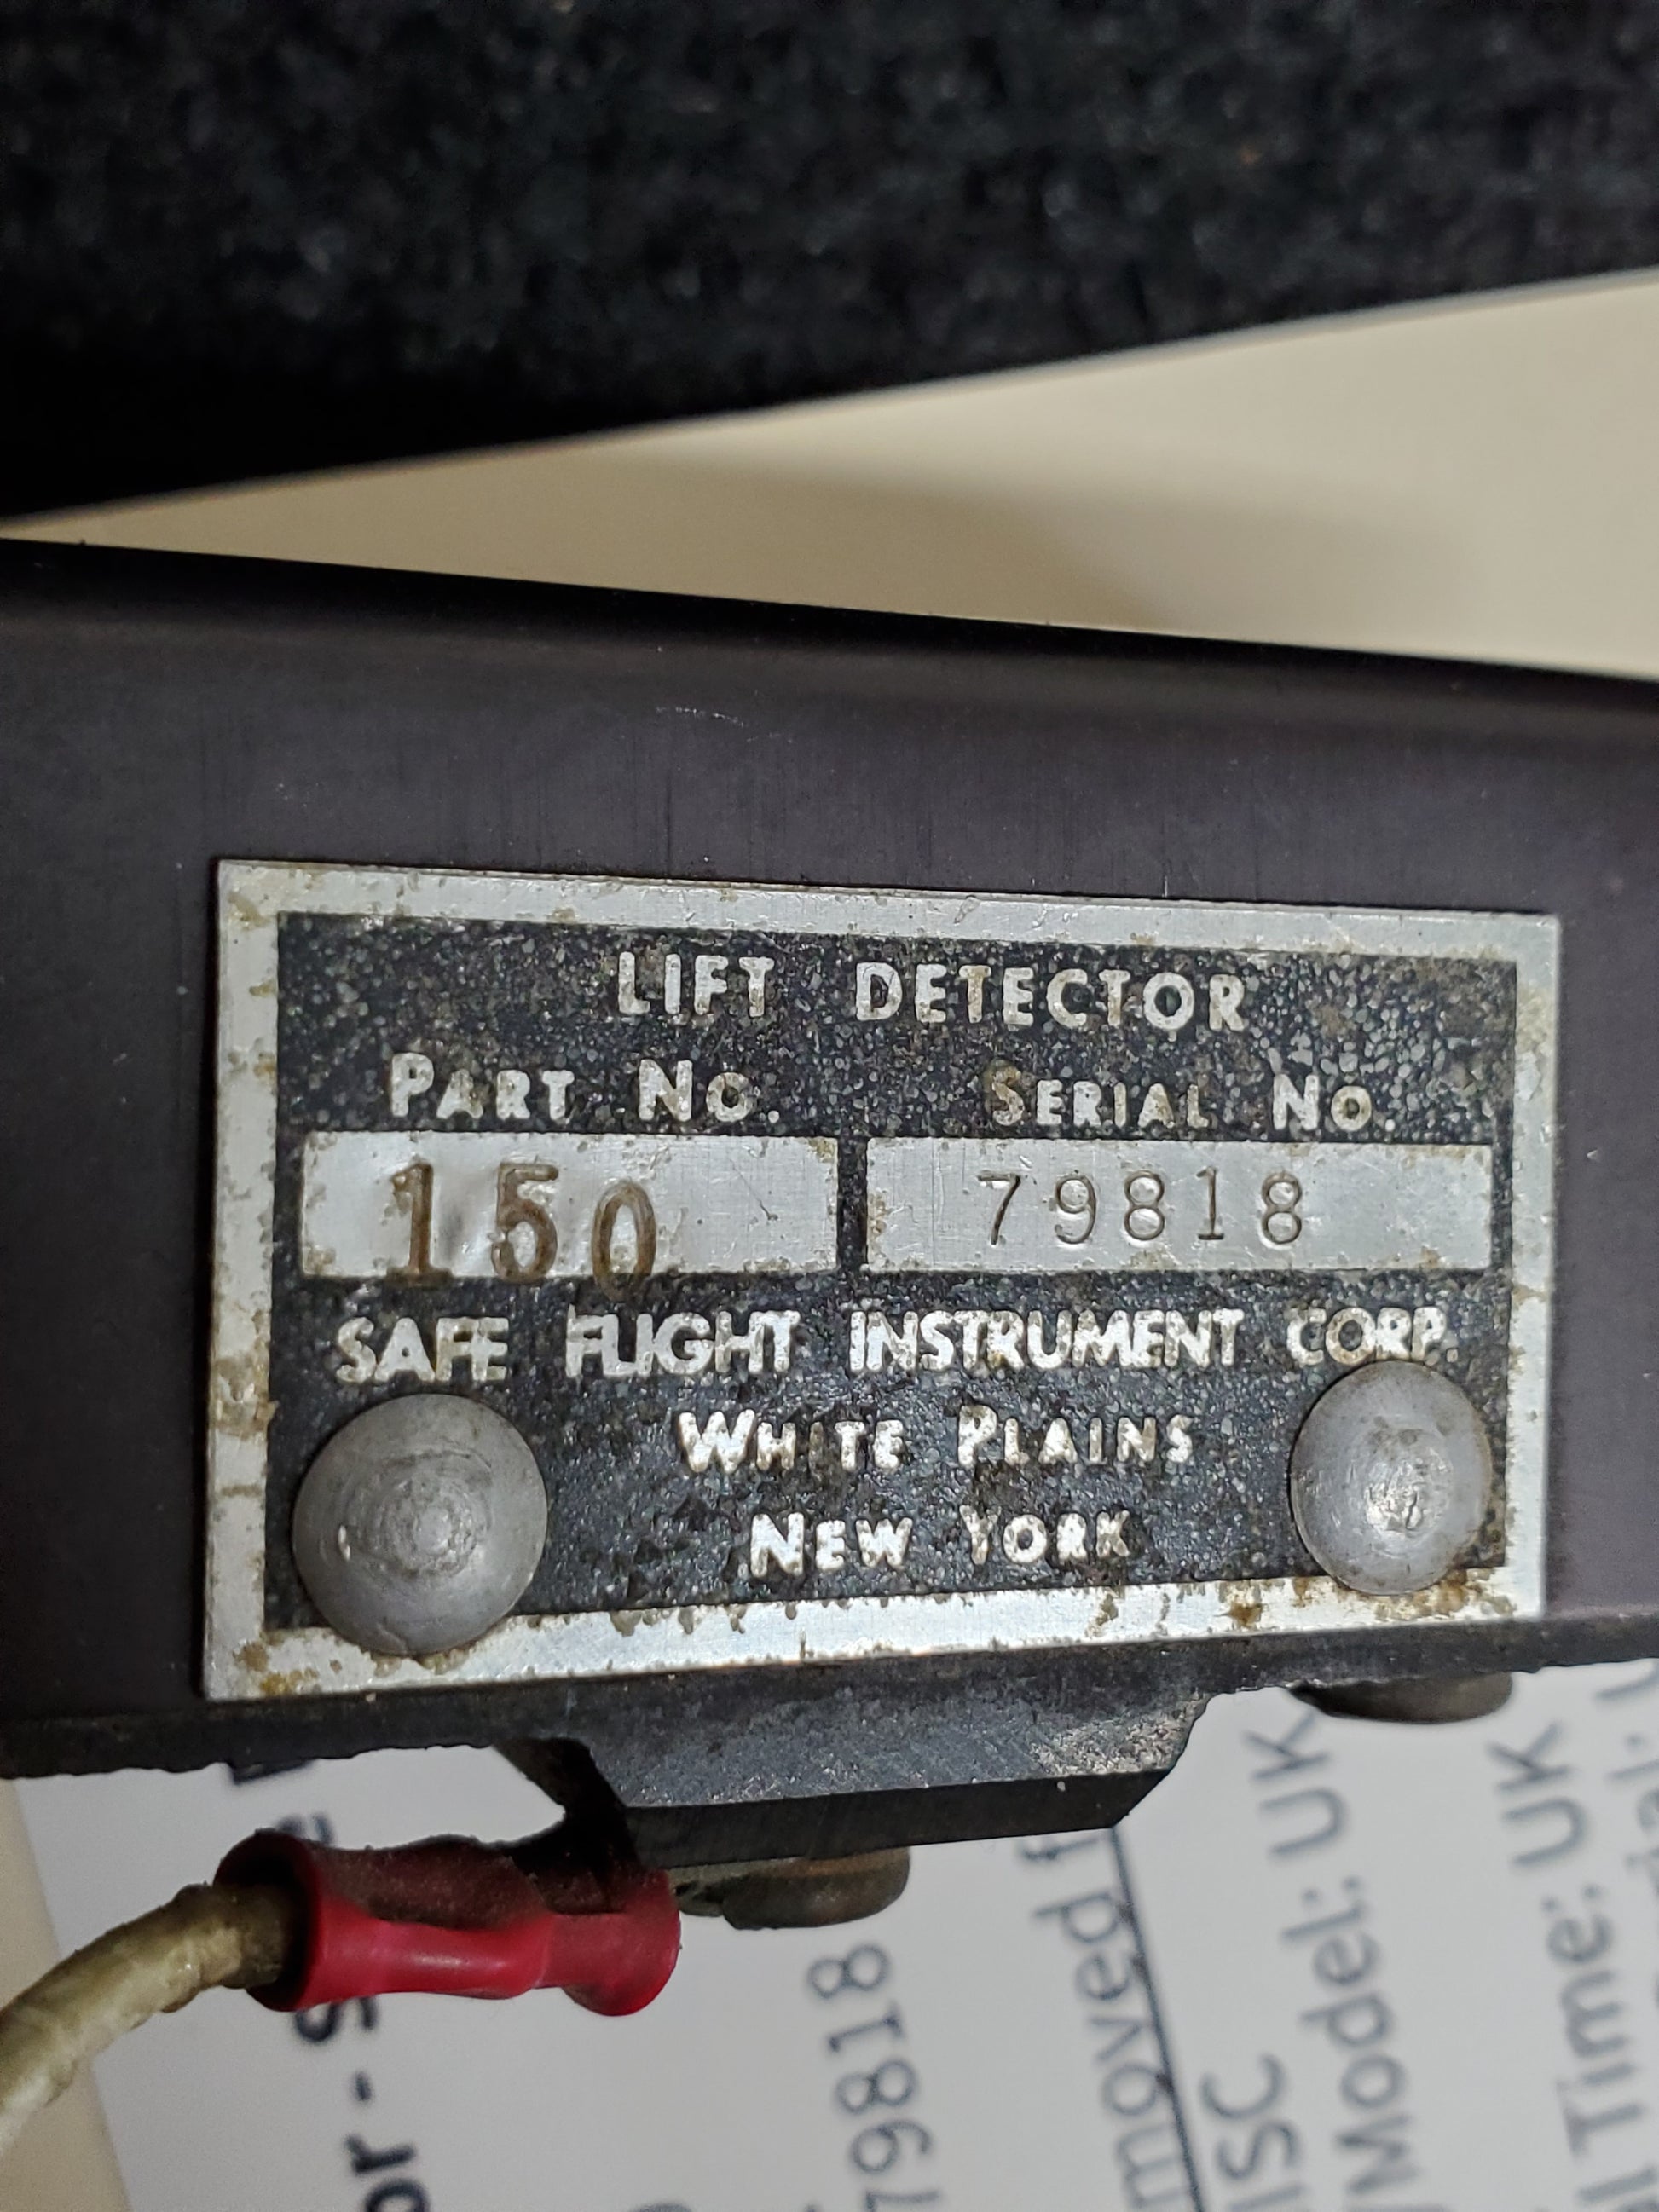 LIFT DETECTOR
PART NO. SERIAL NO.
150 79818
SAFE FLIGHT INSTRUMENT CORP.
WHITE PLAINS
NEW YORK
79818
Model: UK
Time: UK